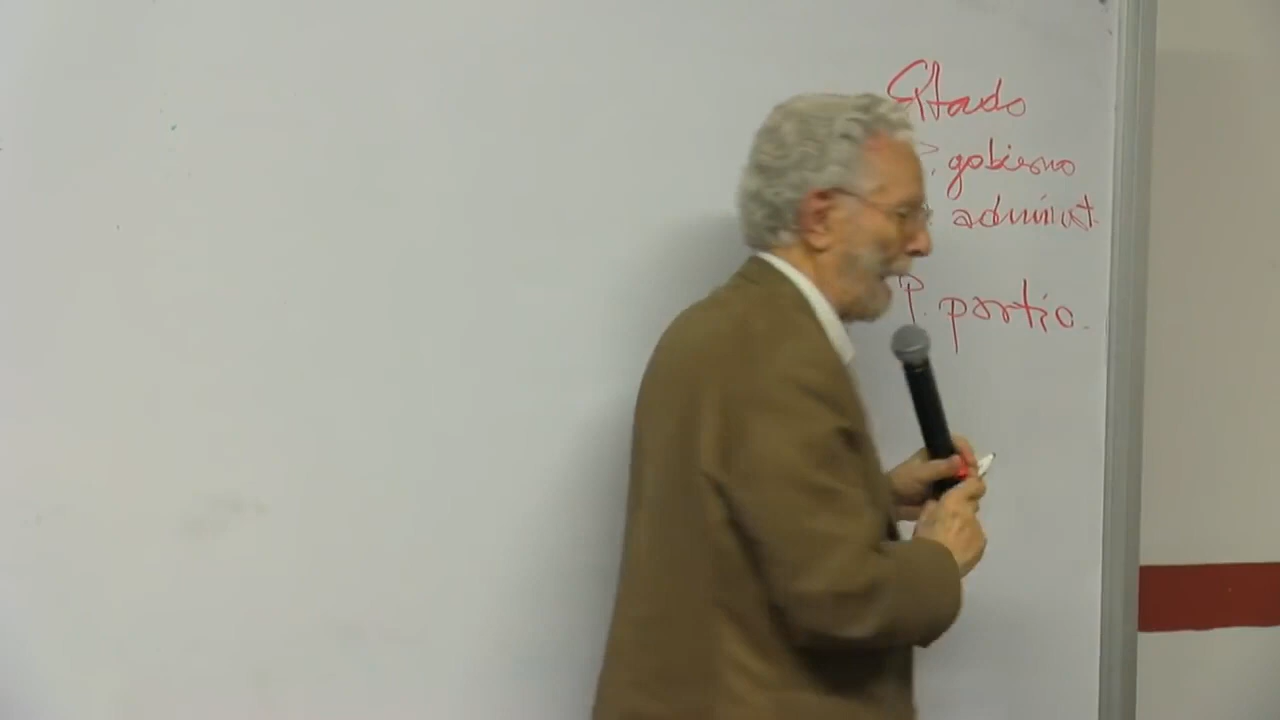 Estado
P. gobierno
administ.
P. partic.